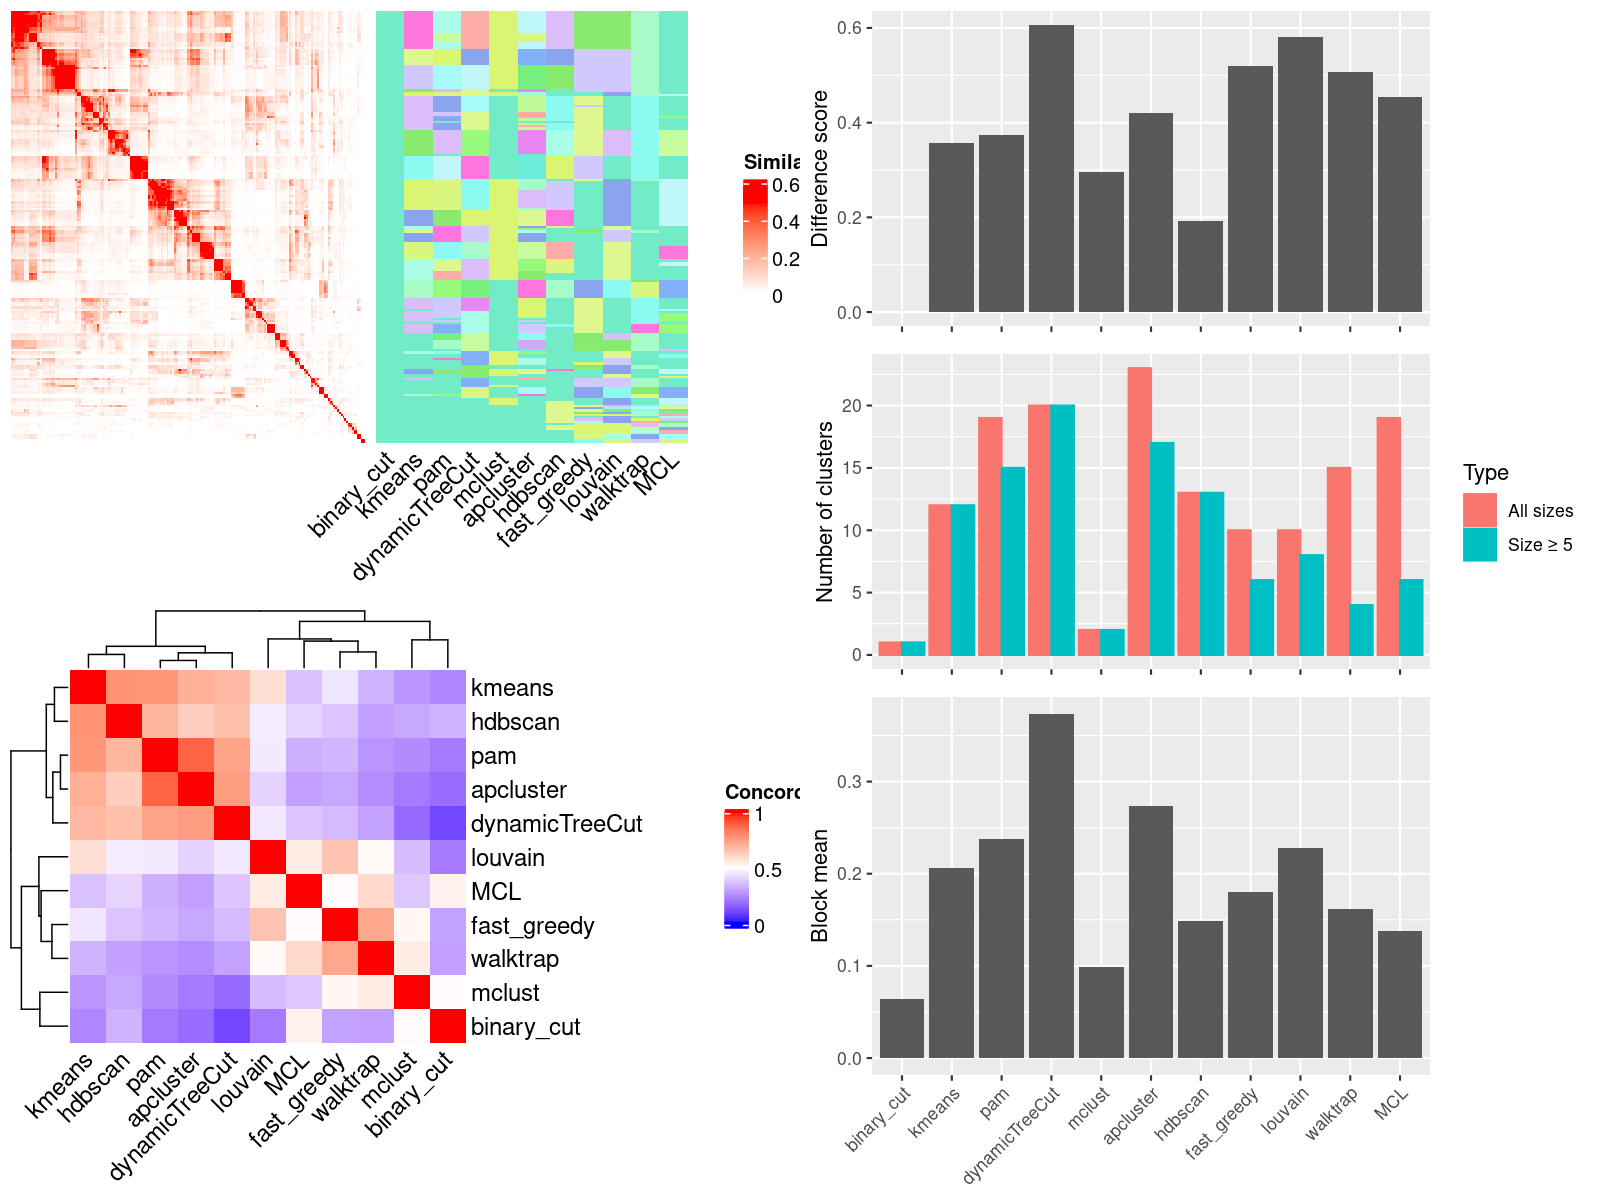 Simila
0.6
0.4
0.2
0
binary_cut
kmeans
pam
dynamicTreeCut
mclust
apcluster
hdbscan
fast_greedy
louvain
walktrap
MCL
kmeans
hdbscan
pam
apcluster
dynamicTreeCut
louvain
MCL
fast_greedy
walktrap
mclust
binary_cut
Concord
1
0.5
0
kmeans
hdbscan
pam
apcluster
dynamicTreeCut
louvain
MCL
fast_greedy
walktrap
mclust
binary_cut
Difference score
0.6
0.4
0.2
0.0
Number of clusters
20
15
10
5
0
Type
All sizes
Size ≥ 5
Block mean
0.3
0.2
0.1
0.0
binary_cut
kmeans
pam
dynamicTreeCut
mclust
apcluster
hdbscan
fast_greedy
louvain
walktrap
MCL